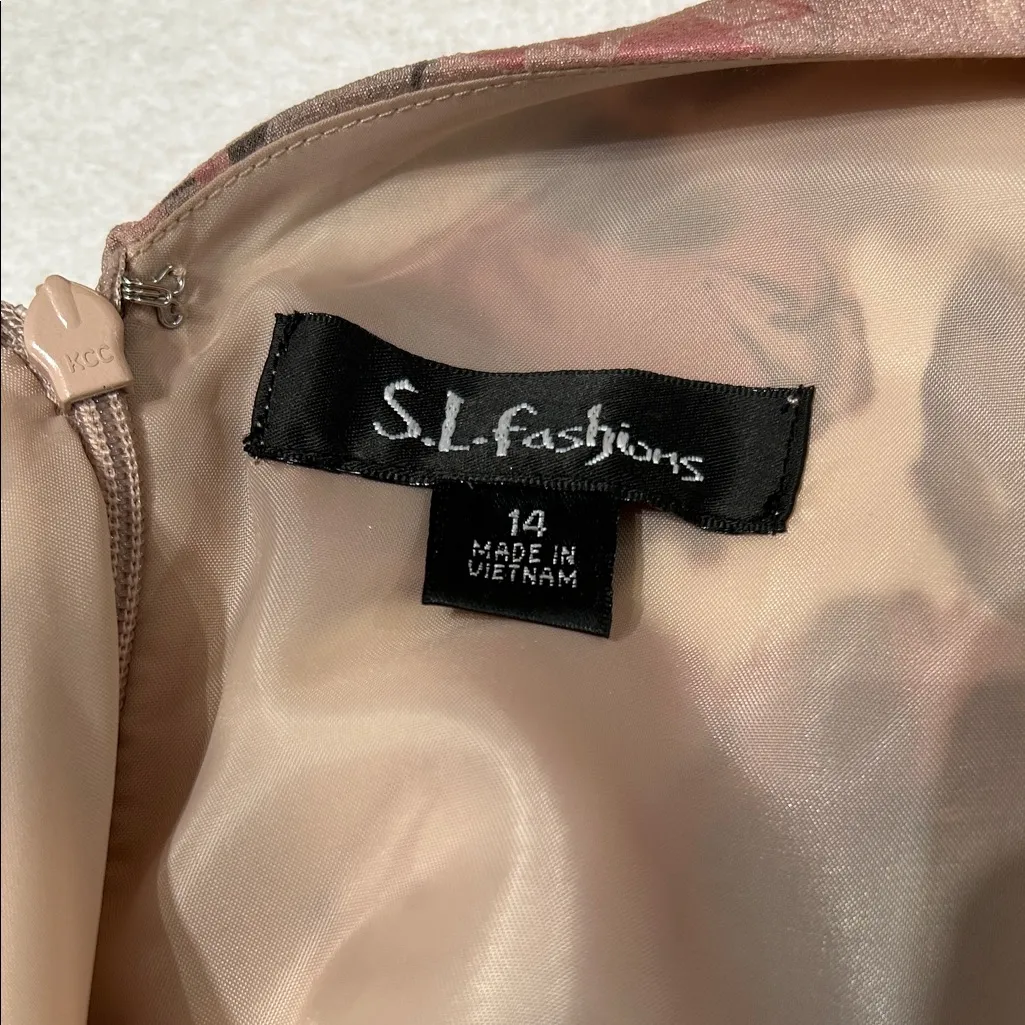 KCC
S.L.fashions
14
MADE IN
VIETNAM